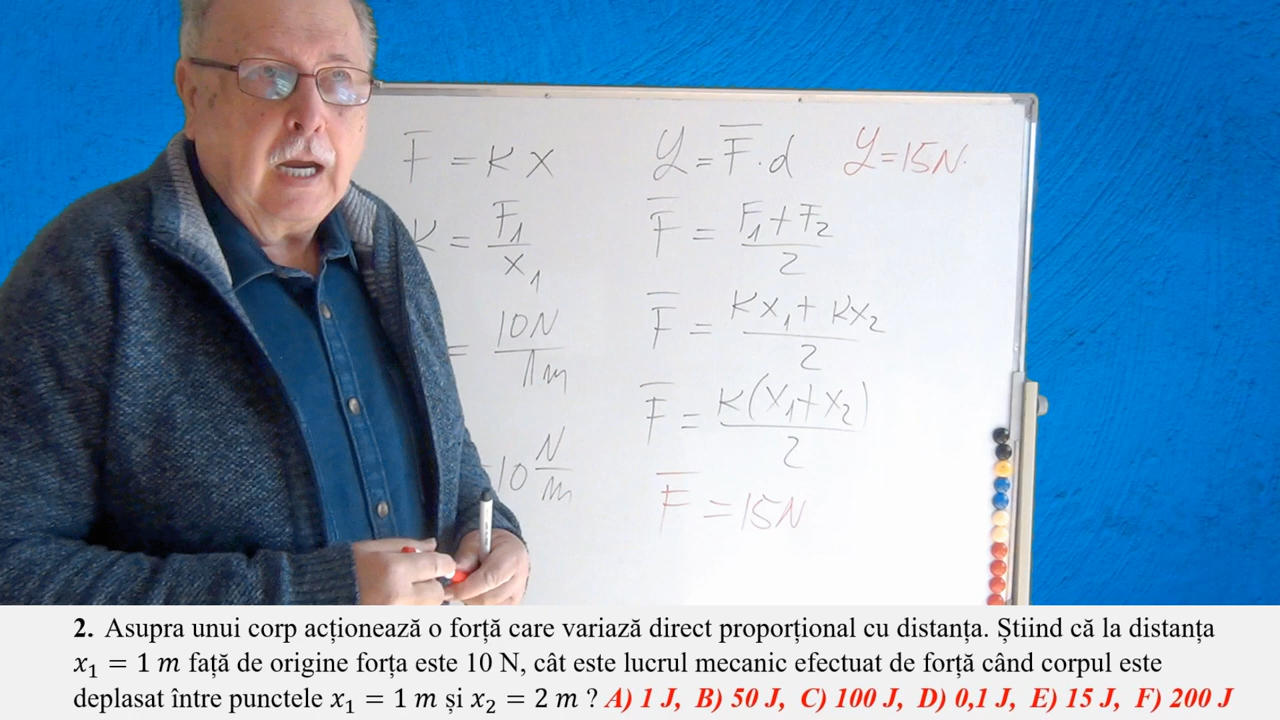 F = K x
K = F₁ / x₁
= 10N / 1m
= 10 N / m
L = F̅ · d
L = 15N·
F̅ = F₁ + F₂ / 2
F̅ = Kx₁ + Kx₂ / 2
F̅ = K(x₁+x₂) / 2
F̅ = 15N
2. Asupra unui corp acționează o forță care variază direct proporțional cu distanța. Știind că la distanța
x₁ = 1 m față de origine forța este 10 N, cât este lucrul mecanic efectuat de forță când corpul este
deplasat între punctele x₁ = 1 m și x₂ = 2 m ? A) 1 J, B) 50 J, C) 100 J, D) 0,1 J, E) 15 J, F) 200 J